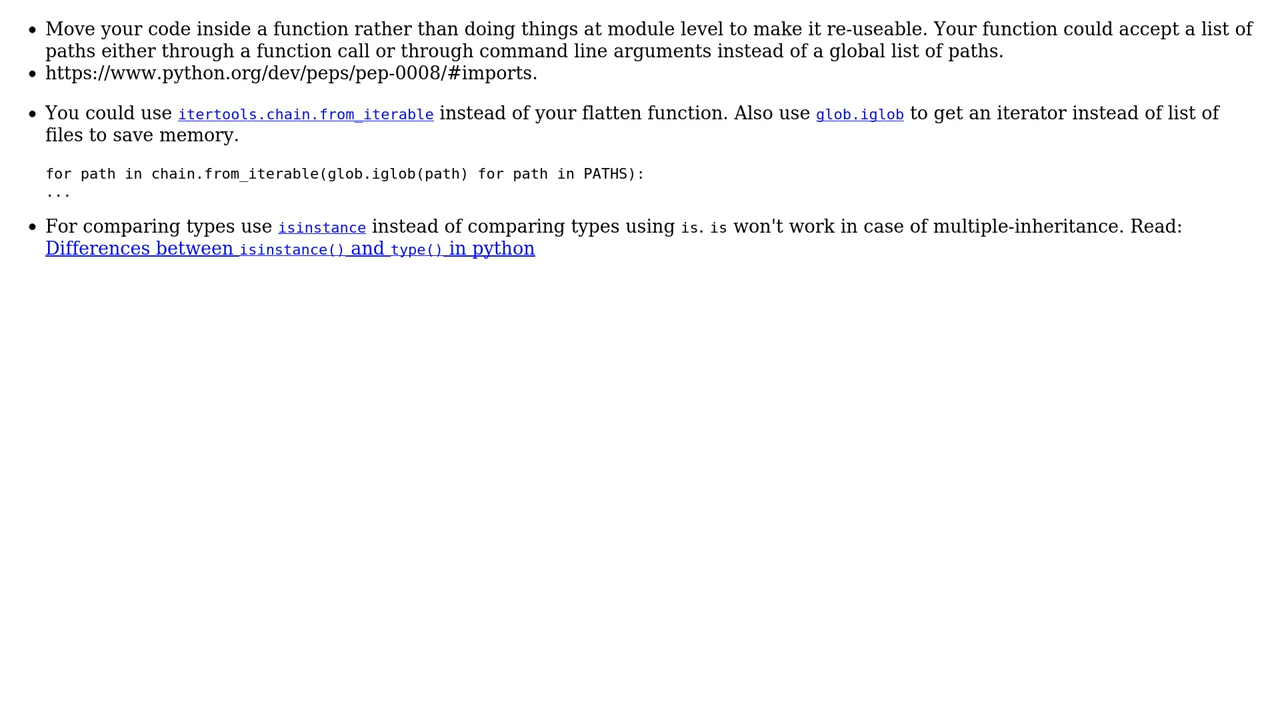 Move your code inside a function rather than doing things at module level to make it re-useable. Your function could accept a list of
paths either through a function call or through command line arguments instead of a global list of paths.
https://www.python.org/dev/peps/pep-0008/#imports.
You could use itertools.chain.from_iterable instead of your flatten function. Also use glob.iglob to get an iterator instead of list of
files to save memory.
for path in chain.from_iterable(glob.iglob(path) for path in PATHS):
...
For comparing types use isinstance instead of comparing types using is. is won't work in case of multiple-inheritance. Read:
Differences between isinstance() and type() in python